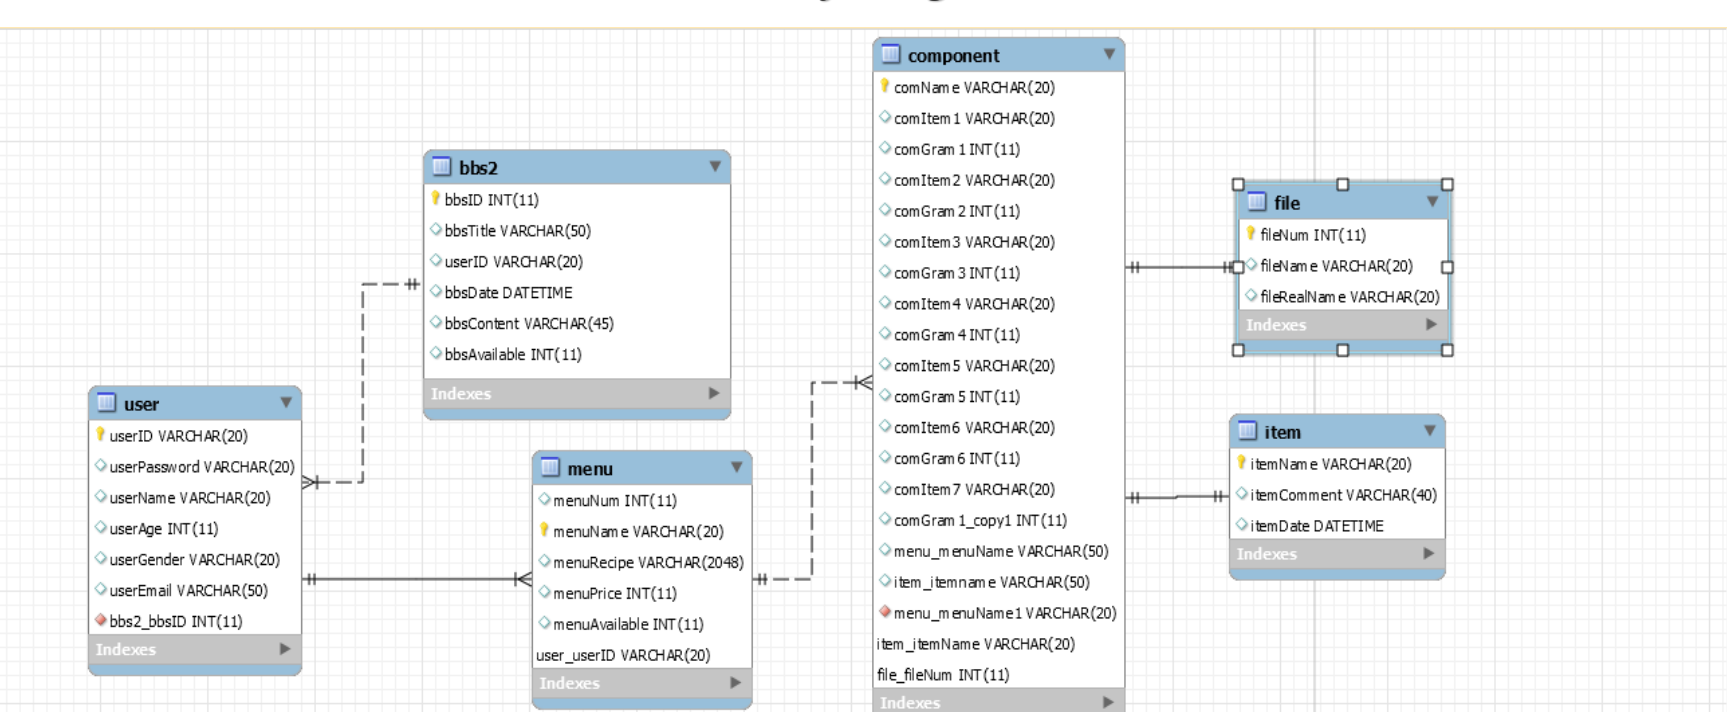 component
comName VARCHAR(20)
comItem1 VARCHAR(20)
comGram1 INT(11)
comItem2 VARCHAR(20)
comGram2 INT(11)
comItem3 VARCHAR(20)
comGram3 INT(11)
comItem4 VARCHAR(20)
comGram4 INT(11)
comItem5 VARCHAR(20)
comGram5 INT(11)
comItem6 VARCHAR(20)
comGram6 INT(11)
comItem7 VARCHAR(20)
comGram1_copy1 INT(11)
menu_menuName VARCHAR(50)
item_itemname VARCHAR(50)
menu_menuName1 VARCHAR(20)
item_itemName VARCHAR(20)
file_fileNum INT(11)
Indexes
bbs2
bbsID INT(11)
bbsTitle VARCHAR(50)
userID VARCHAR(20)
bbsDate DATETIME
bbsContent VARCHAR(45)
bbsAvailable INT(11)
Indexes
file
fileNum INT(11)
fileName VARCHAR(20)
fileRealName VARCHAR(20)
Indexes
user
userID VARCHAR(20)
userPassword VARCHAR(20)
userName VARCHAR(20)
userAge INT(11)
userGender VARCHAR(20)
userEmail VARCHAR(50)
bbs2_bbsID INT(11)
Indexes
menu
menuNum INT(11)
menuName VARCHAR(20)
menuRecipe VARCHAR(2048)
menuPrice INT(11)
menuAvailable INT(11)
user_userID VARCHAR(20)
Indexes
item
itemName VARCHAR(20)
itemComment VARCHAR(40)
itemDate DATETIME
Indexes